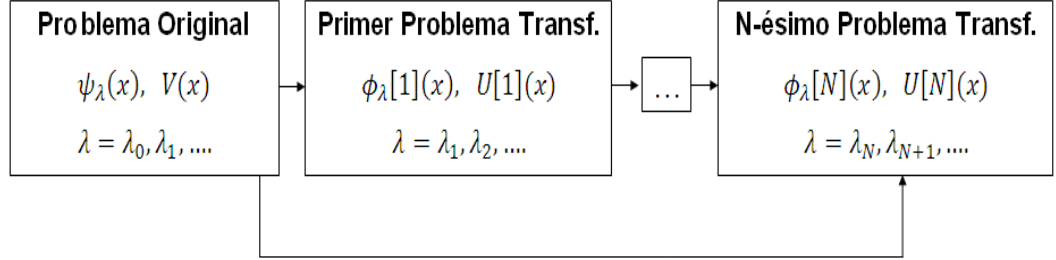 Problema Original
ψλ(x), V(x)
λ = λ0, λ1, ....
Primer Problema Transf.
ϕλ[1](x), U[1](x)
λ = λ1, λ2, ....
...
N-ésimo Problema Transf.
ϕλ[N](x), U[N](x)
λ = λN, λN+1, ....